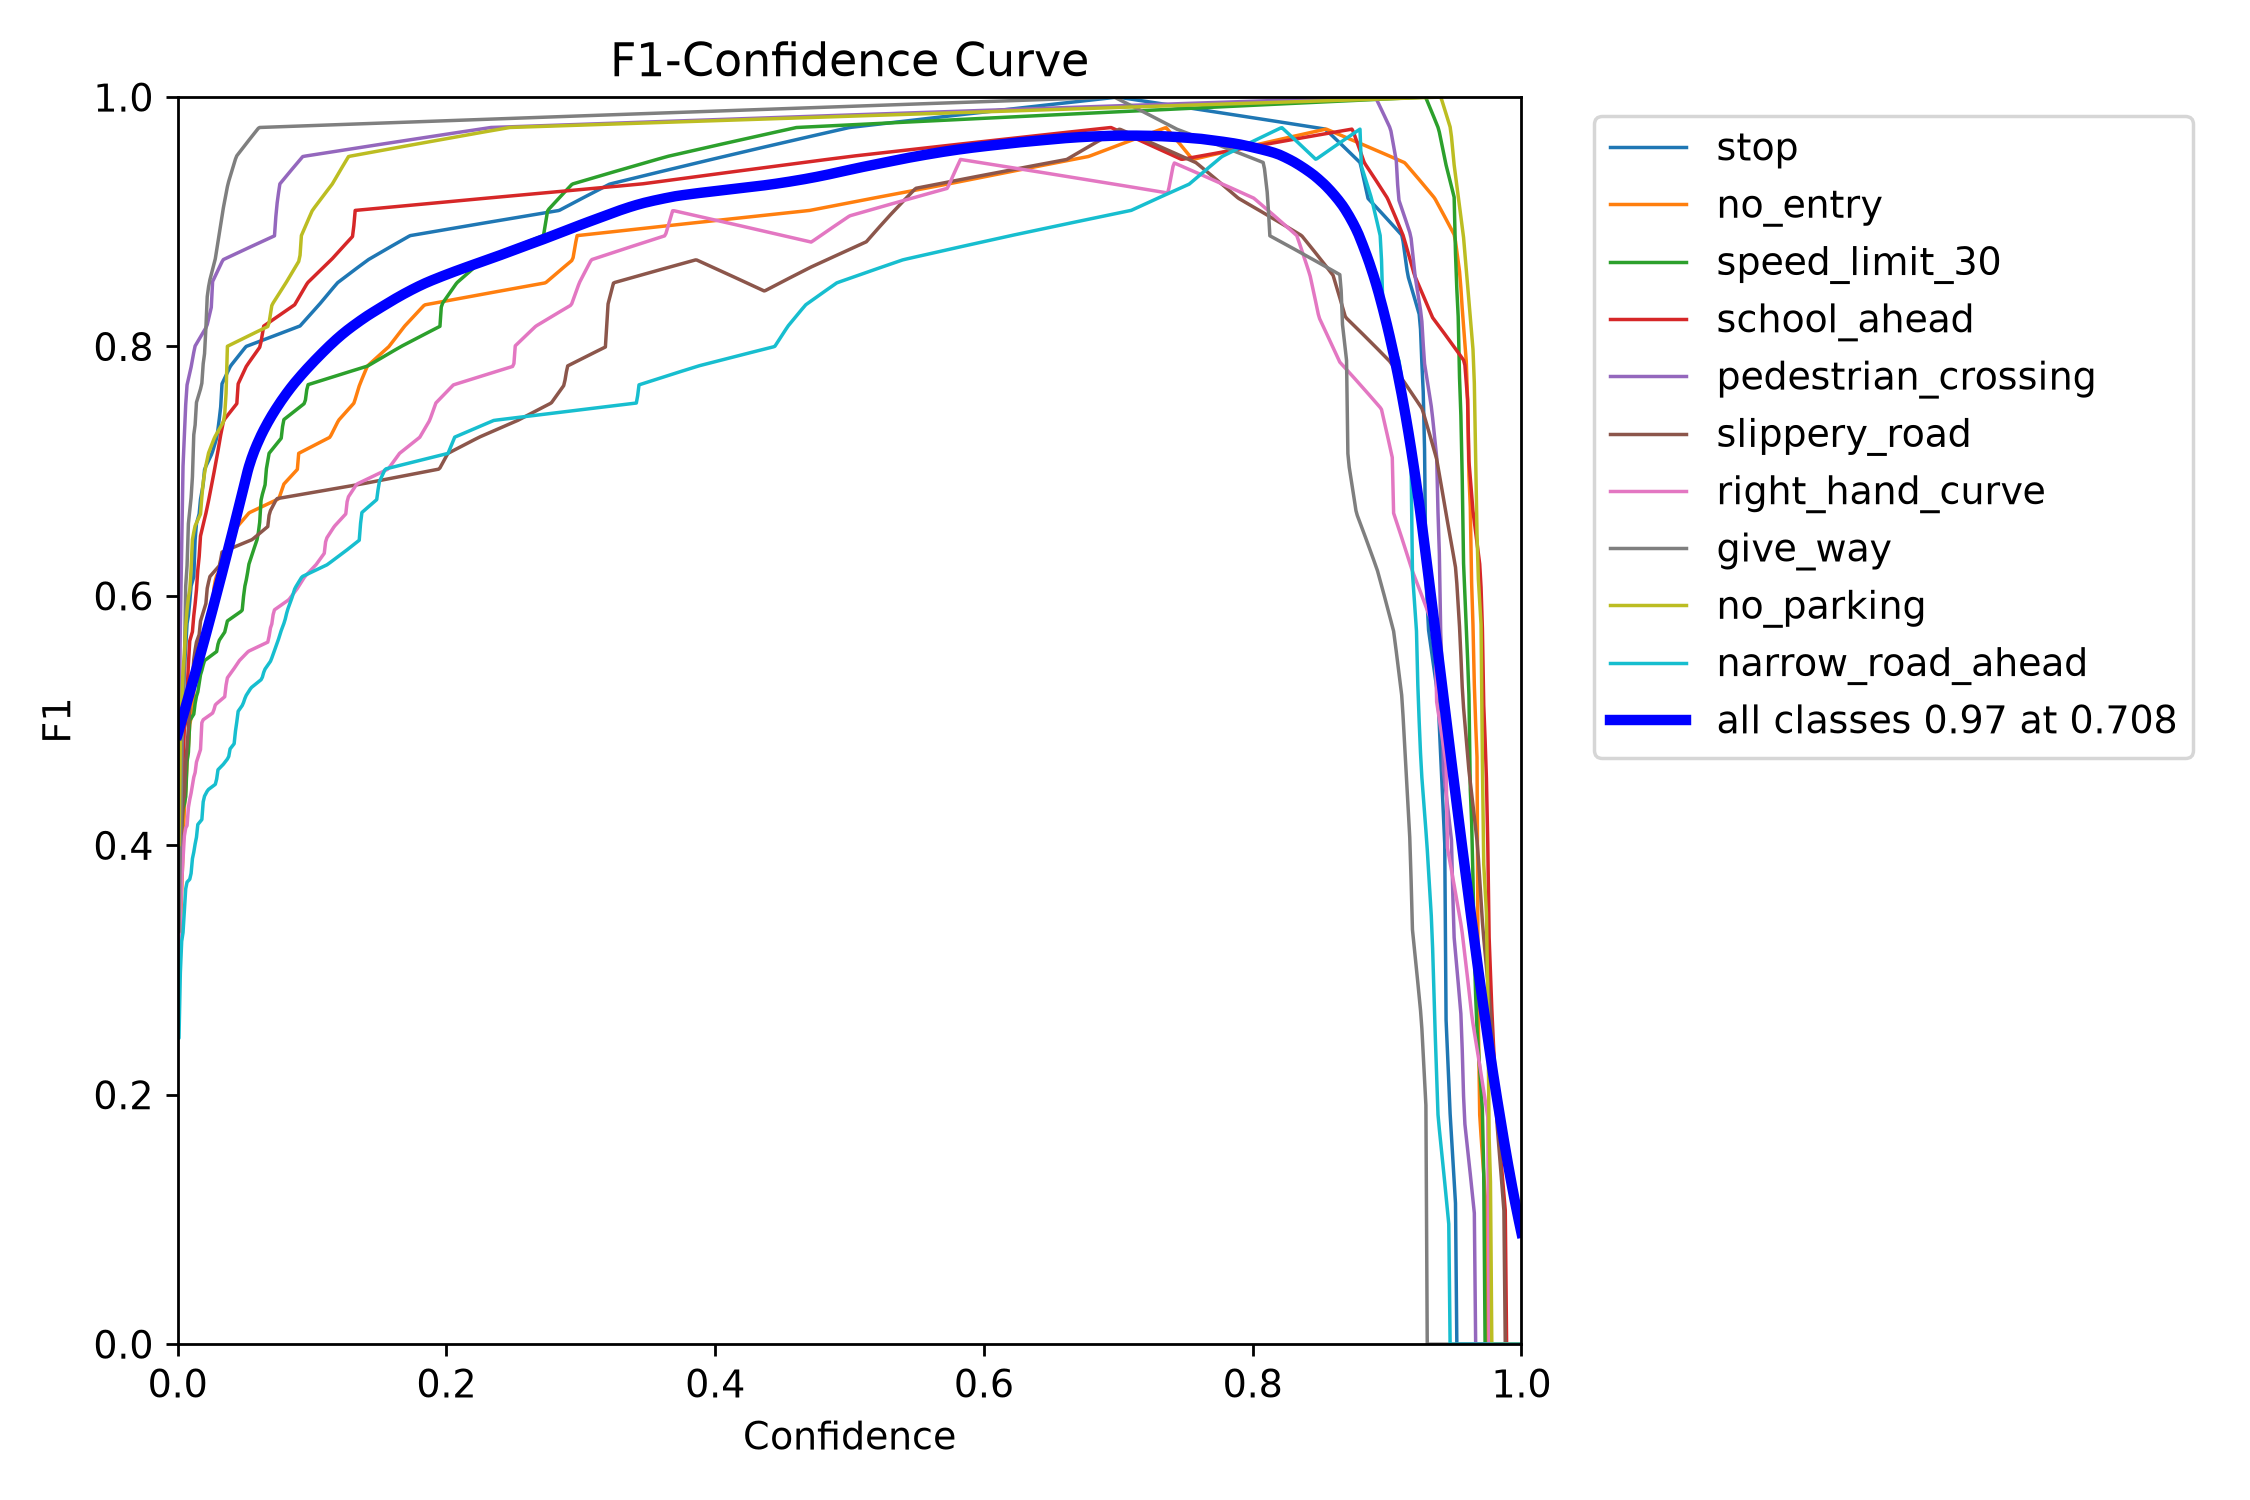 F1-Confidence Curve
1.0
0.8
0.6
0.4
0.2
0.0
F1
0.0 0.2 0.4 0.6 0.8 1.0
Confidence
stop
no_entry
speed_limit_30
school_ahead
pedestrian_crossing
slippery_road
right_hand_curve
give_way
no_parking
narrow_road_ahead
all classes 0.97 at 0.708